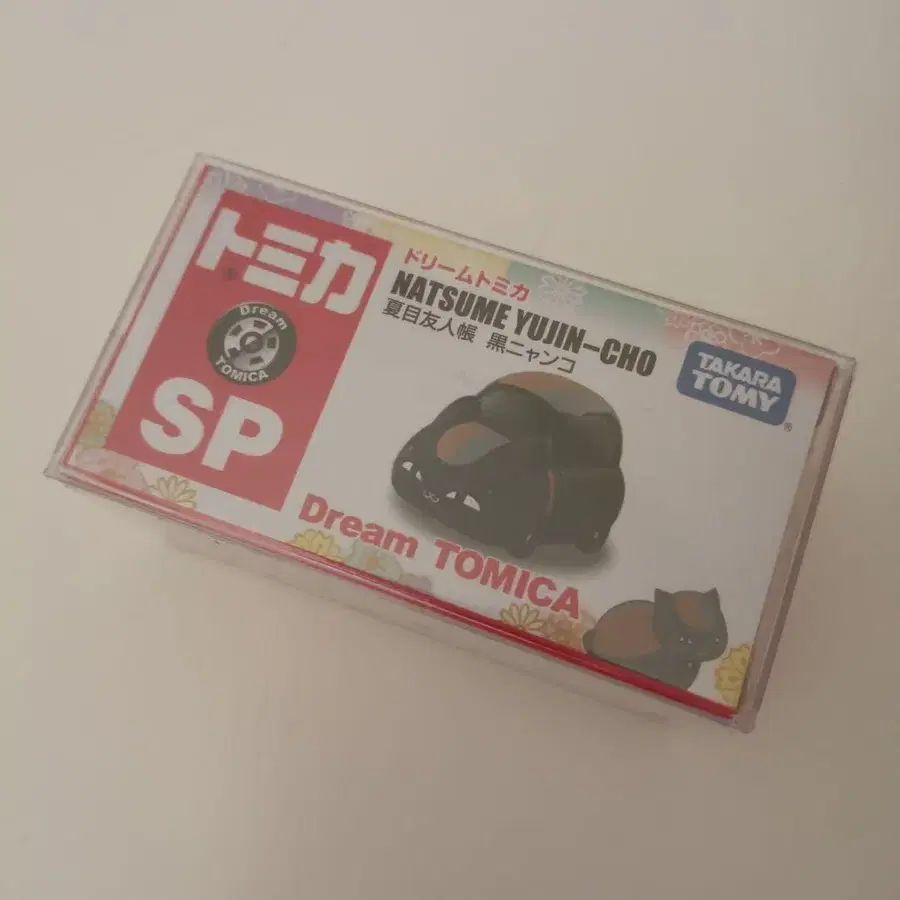 トミカ
®
Dream
TOMICA
SP
ドリームトミカ
NATSUME YUJIN-CHO
夏目友人帳 黒ニャンコ
TAKARA
TOMY
®
Dream TOMICA